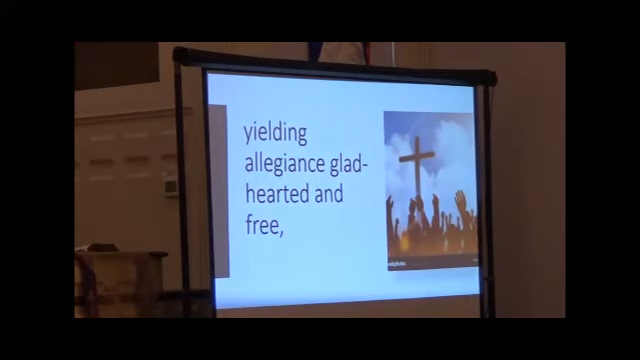 yielding
allegiance glad-
hearted and
free,